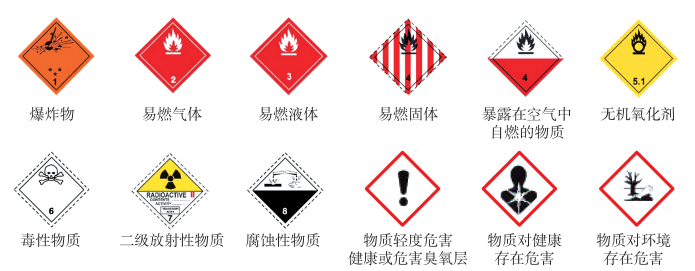 1
2
3
4
4
5.1
爆炸物
易燃气体
易燃液体
易燃固体
暴露在空气中
自燃的物质
无机氧化剂
6
RADIOACTIVE II
CONTENTS
ACTIVITY
7
8
毒性物质
二级放射性物质
腐蚀性物质
物质轻度危害
健康或危害臭氧层
物质对健康
存在危害
物质对环境
存在危害